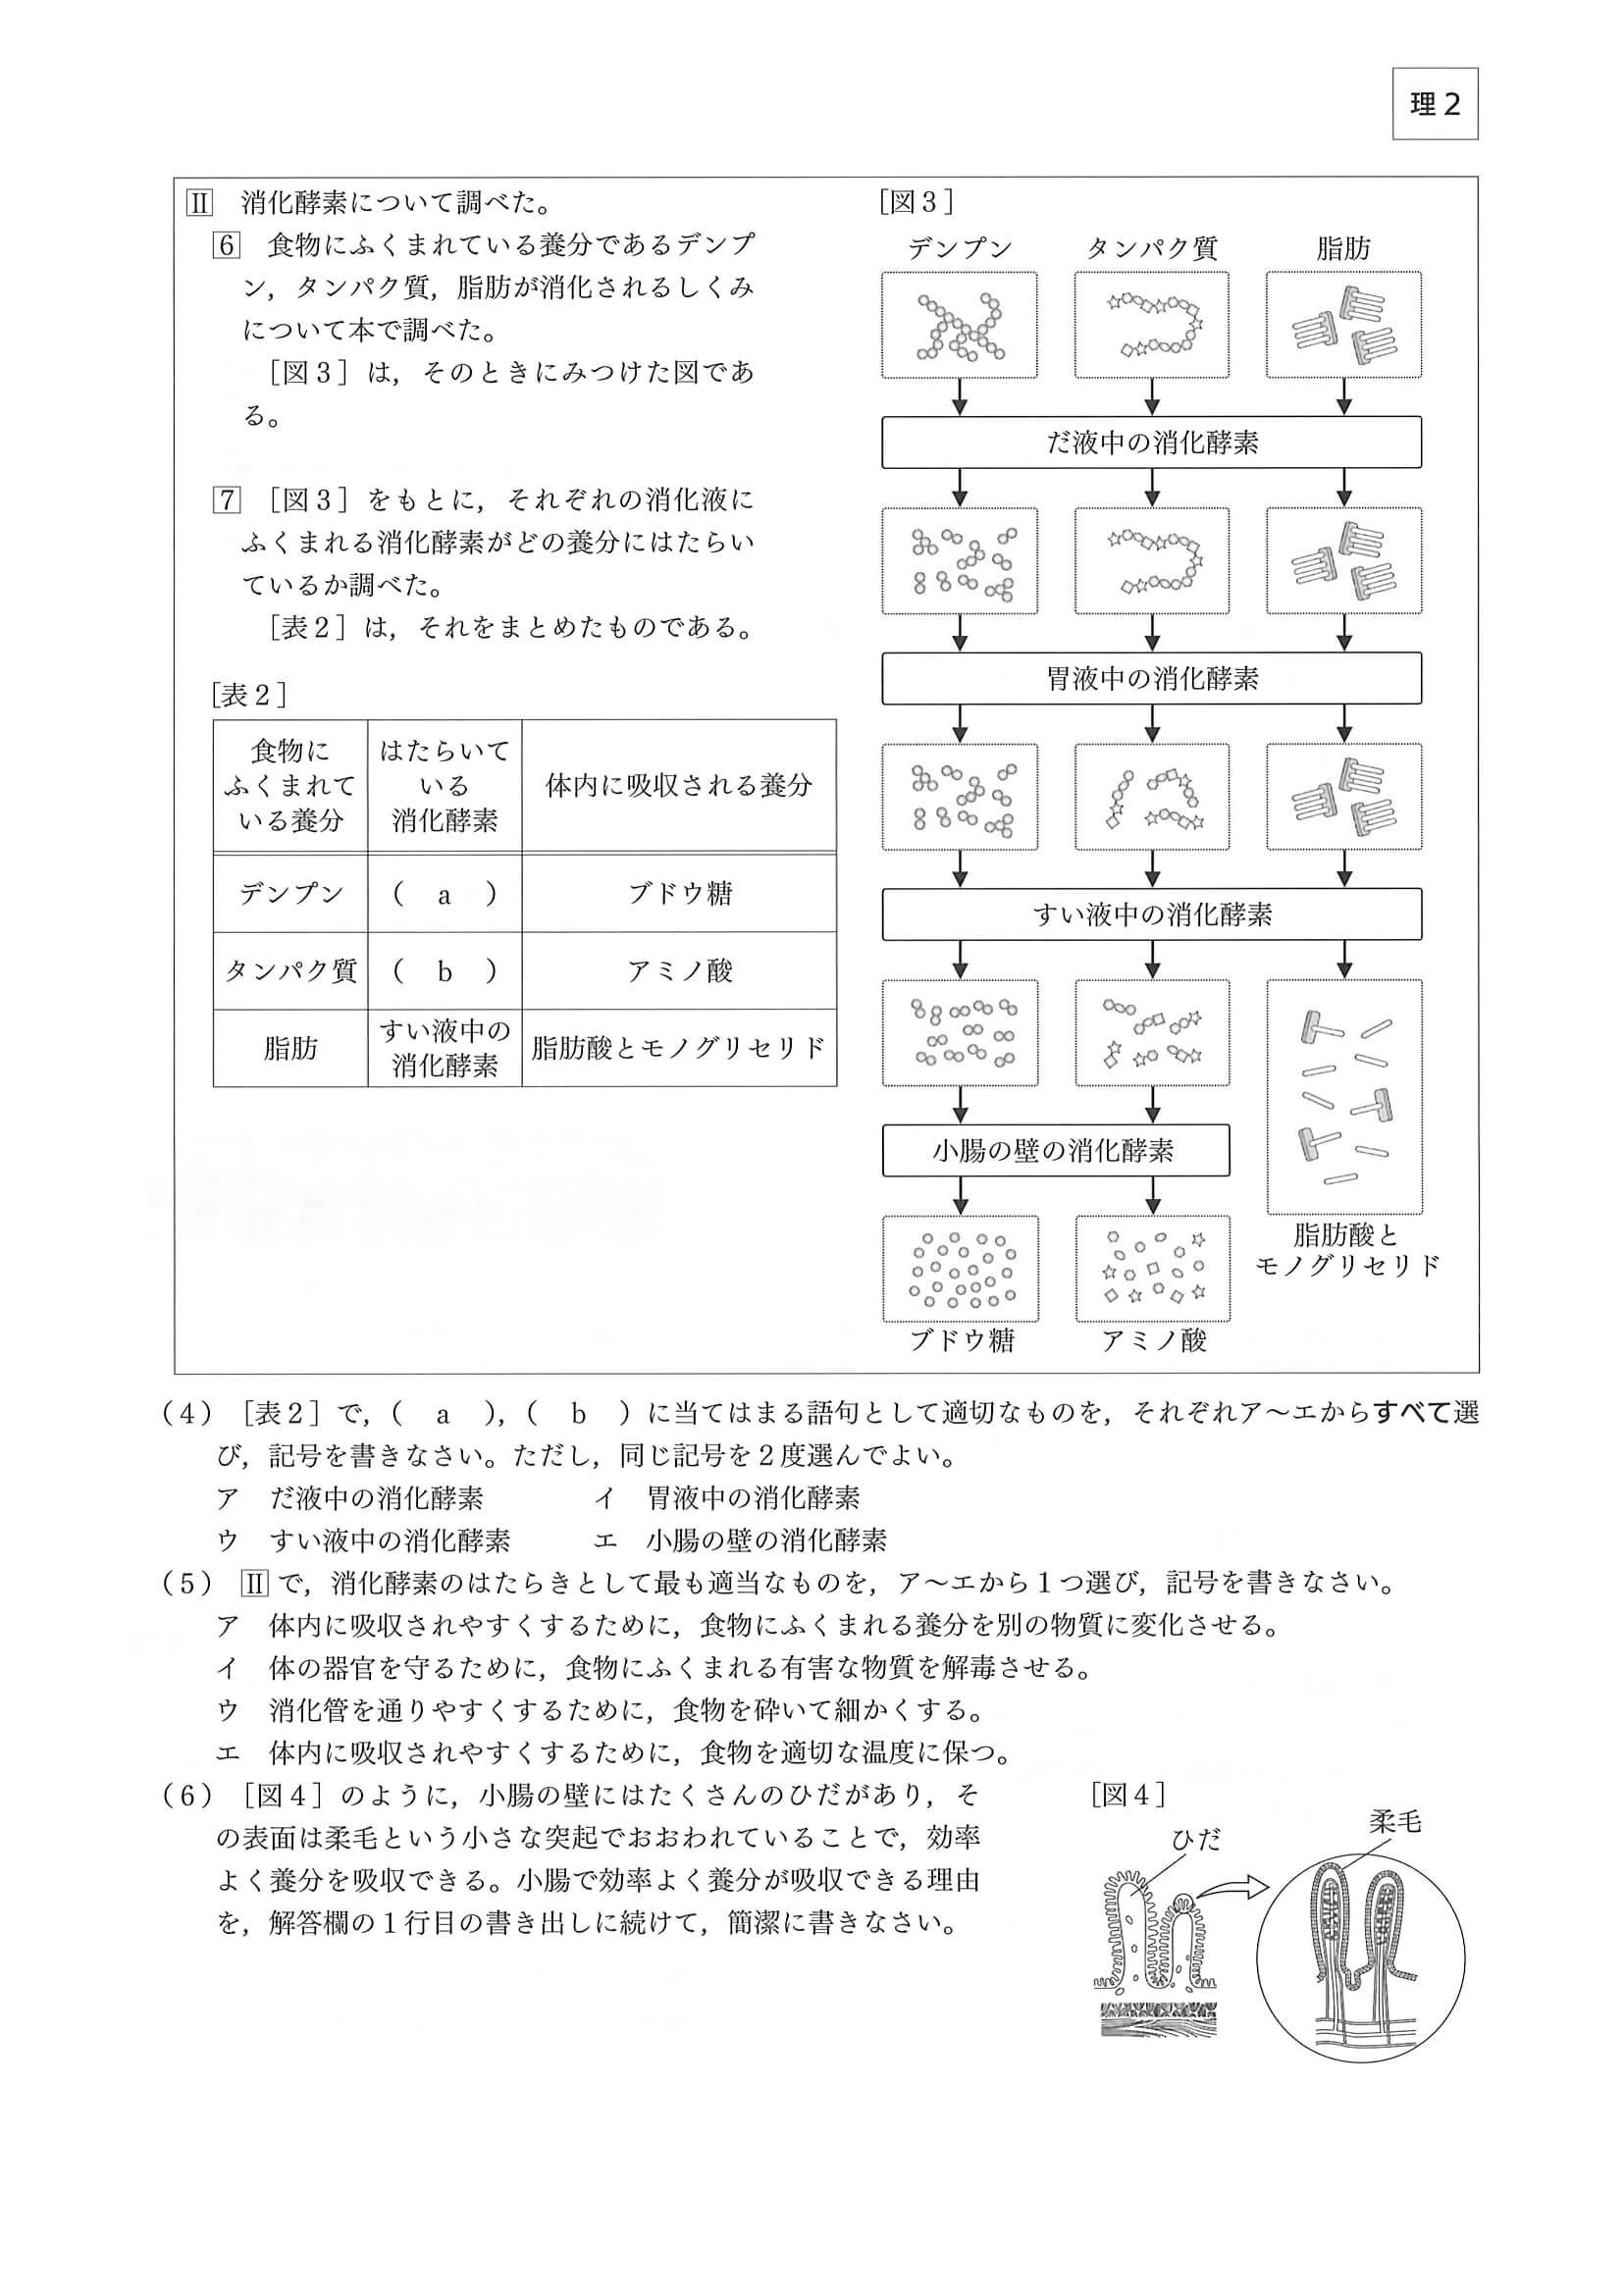 理2
Ⅱ 消化酵素について調べた。
6 食物にふくまれている養分であるデンプ
ン，タンパク質，脂肪が消化されるしくみ
について本で調べた。
［図3］は，そのときにみつけた図であ
る。
7 ［図3］をもとに，それぞれの消化液に
ふくまれる消化酵素がどの養分にはたらい
ているか調べた。
［表2］は，それをまとめたものである。
［表2］
食物に
ふくまれて
いる養分
はたらいて
いる
消化酵素
体内に吸収される養分
デンプン （ a ） ブドウ糖
タンパク質 （ b ） アミノ酸
脂肪
すい液中の
消化酵素
脂肪酸とモノグリセリド
［図3］
デンプン タンパク質 脂肪
だ液中の消化酵素
胃液中の消化酵素
すい液中の消化酵素
小腸の壁の消化酵素
脂肪酸と
モノグリセリド
ブドウ糖 アミノ酸
（4） ［表2］で，（ a ），（ b ）に当てはまる語句として適切なものを，それぞれア～エからすべて選
び，記号を書きなさい。ただし，同じ記号を2度選んでよい。
ア だ液中の消化酵素 イ 胃液中の消化酵素
ウ すい液中の消化酵素 エ 小腸の壁の消化酵素
（5） Ⅱで，消化酵素のはたらきとして最も適当なものを，ア～エから1つ選び，記号を書きなさい。
ア 体内に吸収されやすくするために，食物にふくまれる養分を別の物質に変化させる。
イ 体の器官を守るために，食物にふくまれる有害な物質を解毒させる。
ウ 消化管を通りやすくするために，食物を砕いて細かくする。
エ 体内に吸収されやすくするために，食物を適切な温度に保つ。
（6） ［図4］のように，小腸の壁にはたくさんのひだがあり，そ
の表面は柔毛という小さな突起でおおわれていることで，効率
よく養分を吸収できる。小腸で効率よく養分が吸収できる理由
を，解答欄の1行目の書き出しに続けて，簡潔に書きなさい。
［図4］
ひだ
柔毛